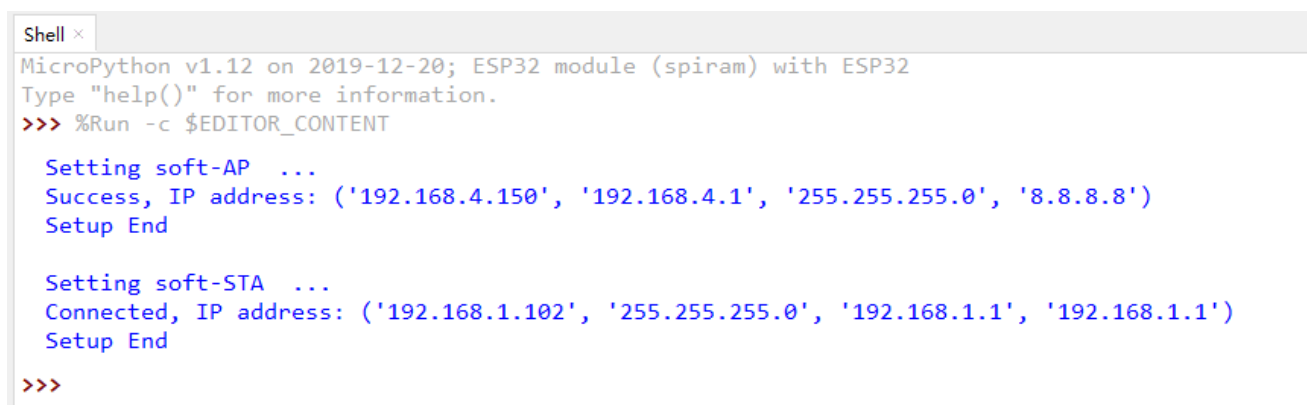 Shell ×
MicroPython v1.12 on 2019-12-20; ESP32 module (spiram) with ESP32
Type "help()" for more information.
>>> %Run -c $EDITOR_CONTENT
Setting soft-AP  ...
Success, IP address: ('192.168.4.150', '192.168.4.1', '255.255.255.0', '8.8.8.8')
Setup End
Setting soft-STA  ...
Connected, IP address: ('192.168.1.102', '255.255.255.0', '192.168.1.1', '192.168.1.1')
Setup End
>>>